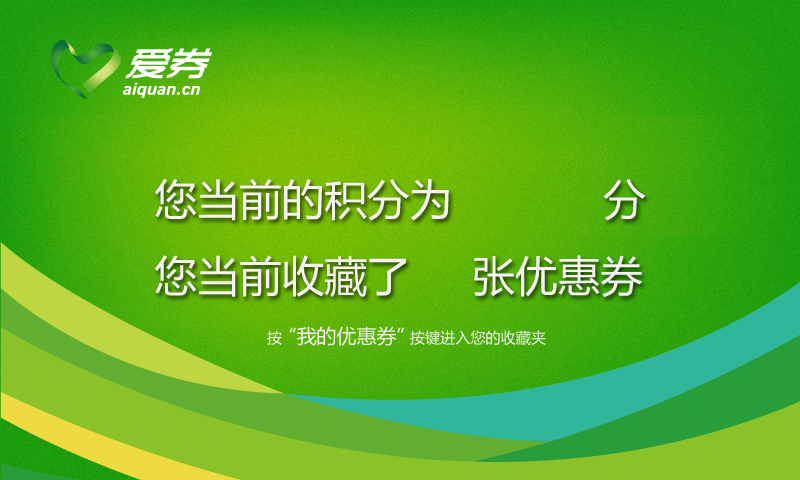 爱券
aiquan.cn
您当前的积分为 分
您当前收藏了 张优惠券
按“我的优惠券”按键进入您的收藏夹